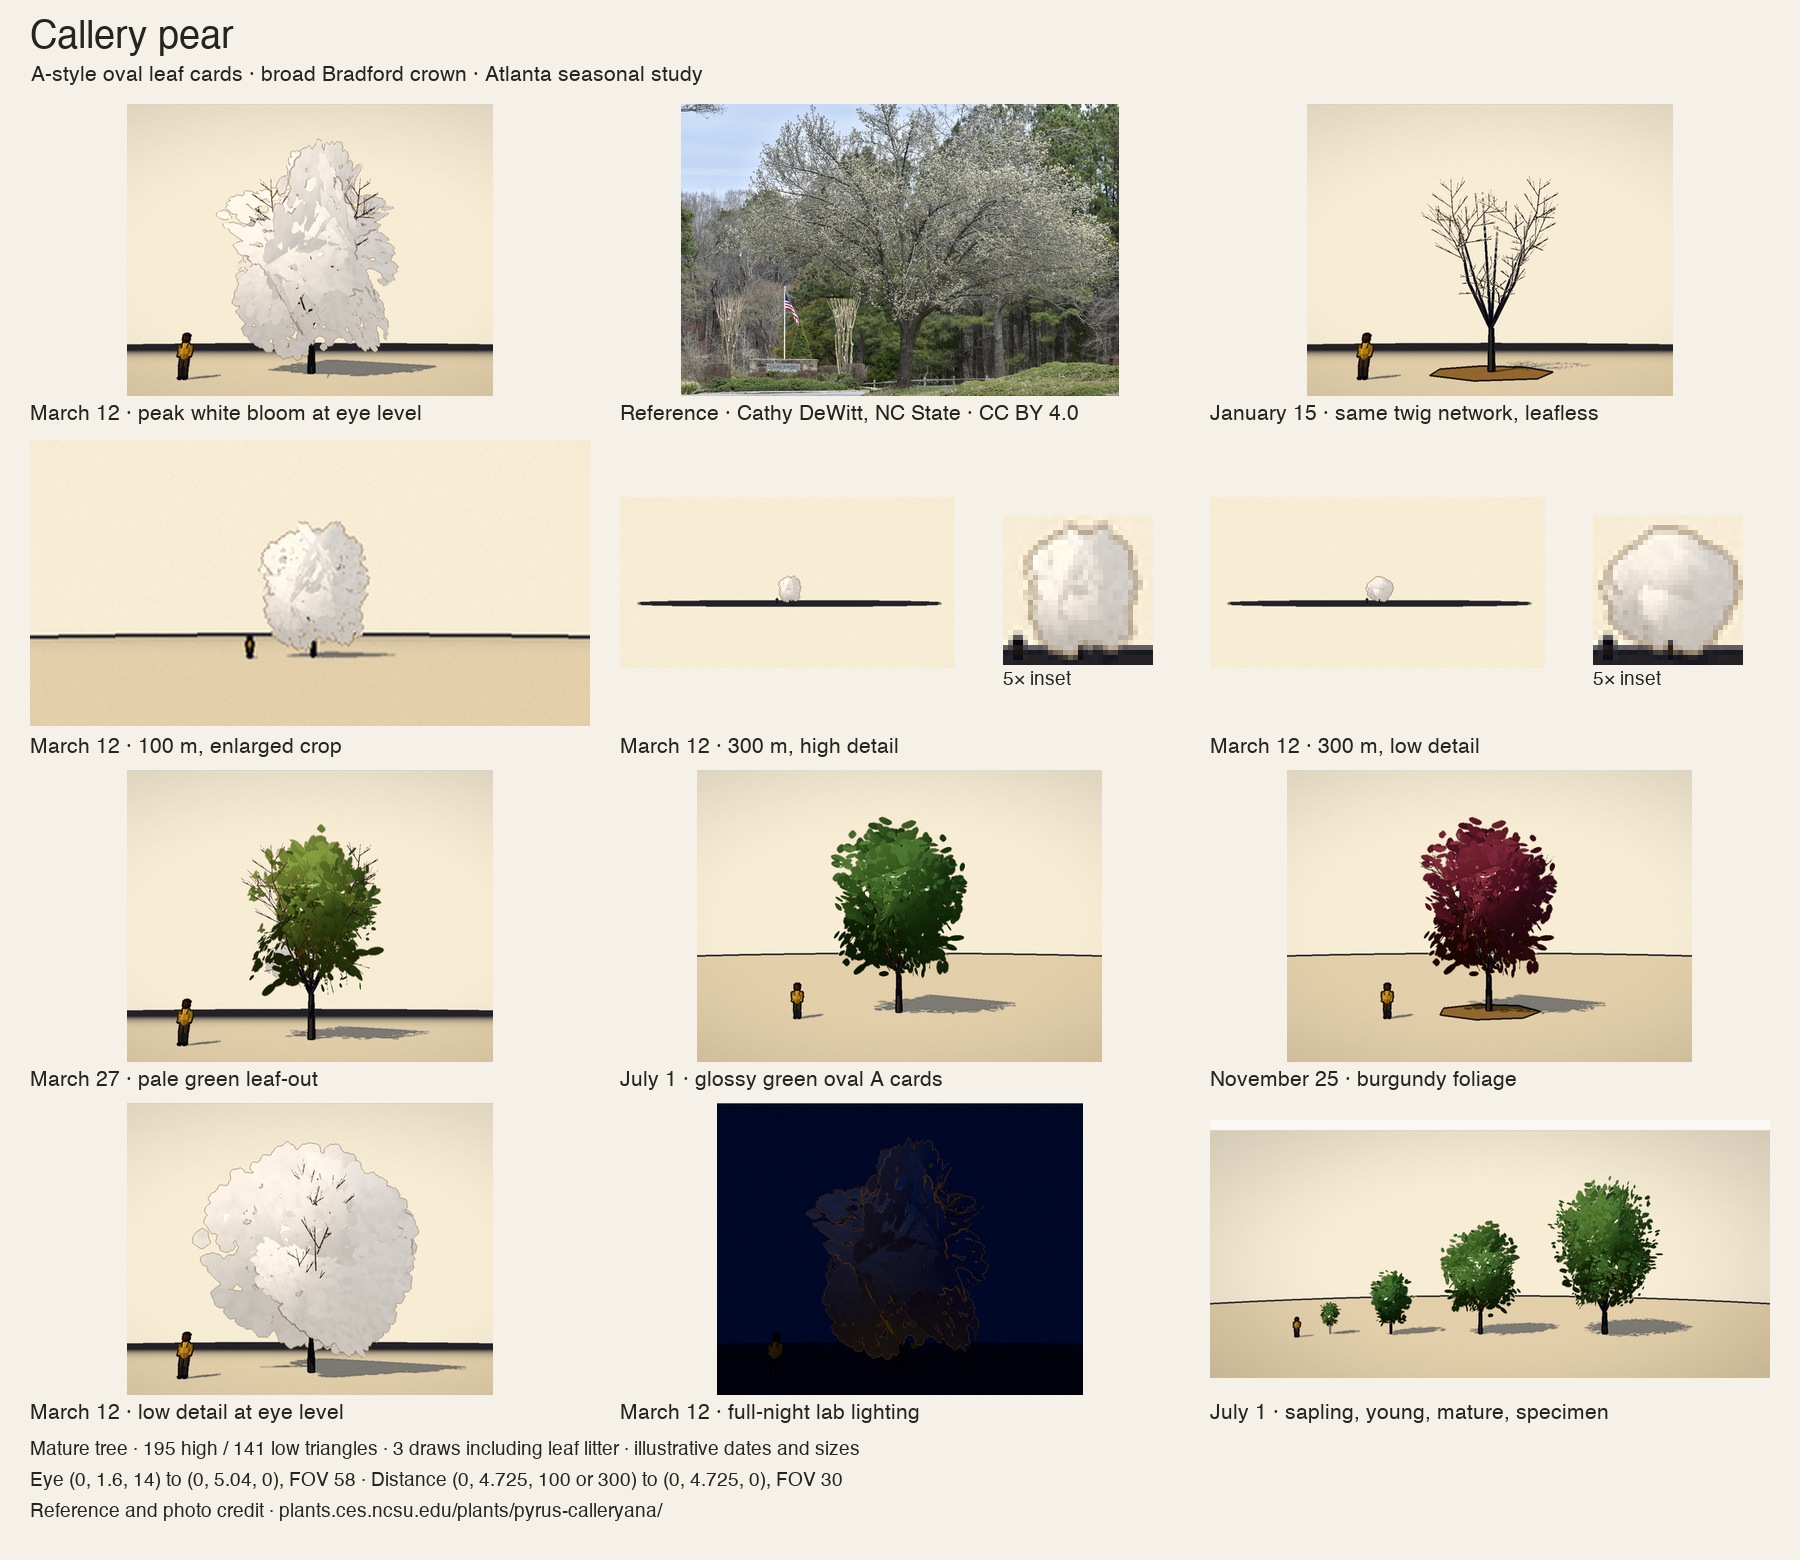 Callery pear
A-style oval leaf cards · broad Bradford crown · Atlanta seasonal study
March 12 · peak white bloom at eye level
Reference · Cathy DeWitt, NC State · CC BY 4.0
January 15 · same twig network, leafless
5× inset
5× inset
March 12 · 100 m, enlarged crop
March 12 · 300 m, high detail
March 12 · 300 m, low detail
March 27 · pale green leaf-out
July 1 · glossy green oval A cards
November 25 · burgundy foliage
March 12 · low detail at eye level
March 12 · full-night lab lighting
July 1 · sapling, young, mature, specimen
Mature tree · 195 high / 141 low triangles · 3 draws including leaf litter · illustrative dates and sizes
Eye (0, 1.6, 14) to (0, 5.04, 0), FOV 58 · Distance (0, 4.725, 100 or 300) to (0, 4.725, 0), FOV 30
Reference and photo credit · plants.ces.ncsu.edu/plants/pyrus-calleryana/